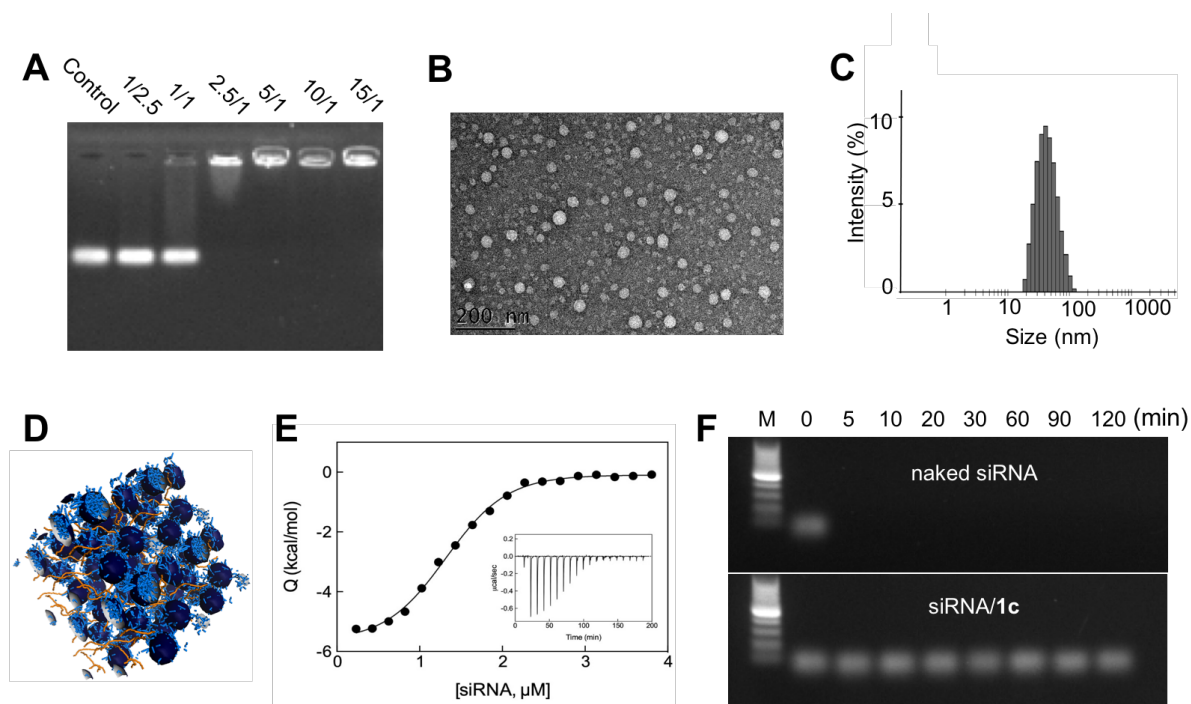 A
Control 1/2.5 1/1 2.5/1 5/1 10/1 15/1
B
200 nm
C
10
5
0
Intensity (%)
1 10 100 1000
Size (nm)
D
E
0
-2
-4
-6
Q (kcal/mol)
0 1 2 3 4
[siRNA, µM]
0.2
0.0
-0.2
-0.4
-0.6
µcal/sec
0 50 100 150 200
Time (min)
F
M 0 5 10 20 30 60 90 120 (min)
naked siRNA
siRNA/1c